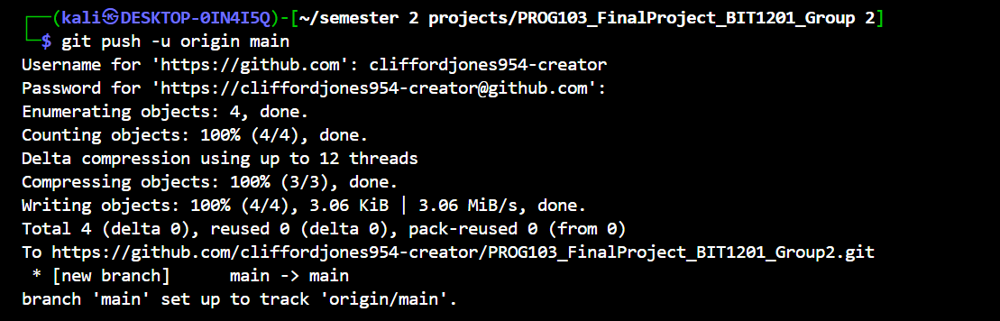 ┌──(kali㉿DESKTOP-0IN4I5Q)-[~/semester 2 projects/PROG103_FinalProject_BIT1201_Group 2]
└─$ git push -u origin main
Username for 'https://github.com': cliffordjones954-creator
Password for 'https://cliffordjones954-creator@github.com':
Enumerating objects: 4, done.
Counting objects: 100% (4/4), done.
Delta compression using up to 12 threads
Compressing objects: 100% (3/3), done.
Writing objects: 100% (4/4), 3.06 KiB | 3.06 MiB/s, done.
Total 4 (delta 0), reused 0 (delta 0), pack-reused 0 (from 0)
To https://github.com/cliffordjones954-creator/PROG103_FinalProject_BIT1201_Group2.git
 * [new branch]      main -> main
branch 'main' set up to track 'origin/main'.